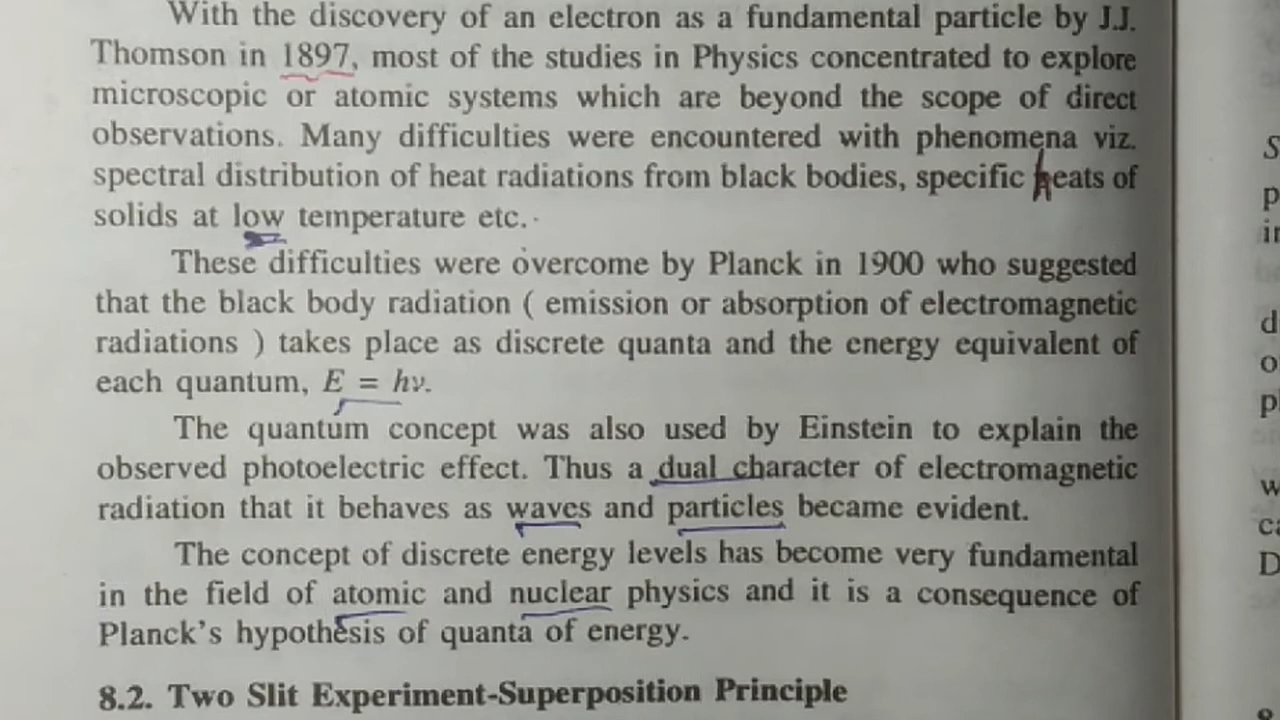 With the discovery of an electron as a fundamental particle by J.J.
Thomson in 1897, most of the studies in Physics concentrated to explore
microscopic or atomic systems which are beyond the scope of direct
observations. Many difficulties were encountered with phenomena viz.
spectral distribution of heat radiations from black bodies, specific heats of
solids at low temperature etc.
These difficulties were overcome by Planck in 1900 who suggested
that the black body radiation ( emission or absorption of electromagnetic
radiations ) takes place as discrete quanta and the energy equivalent of
each quantum, E = hν.
The quantum concept was also used by Einstein to explain the
observed photoelectric effect. Thus a dual character of electromagnetic
radiation that it behaves as waves and particles became evident.
The concept of discrete energy levels has become very fundamental
in the field of atomic and nuclear physics and it is a consequence of
Planck's hypothesis of quanta of energy.
8.2. Two Slit Experiment-Superposition Principle